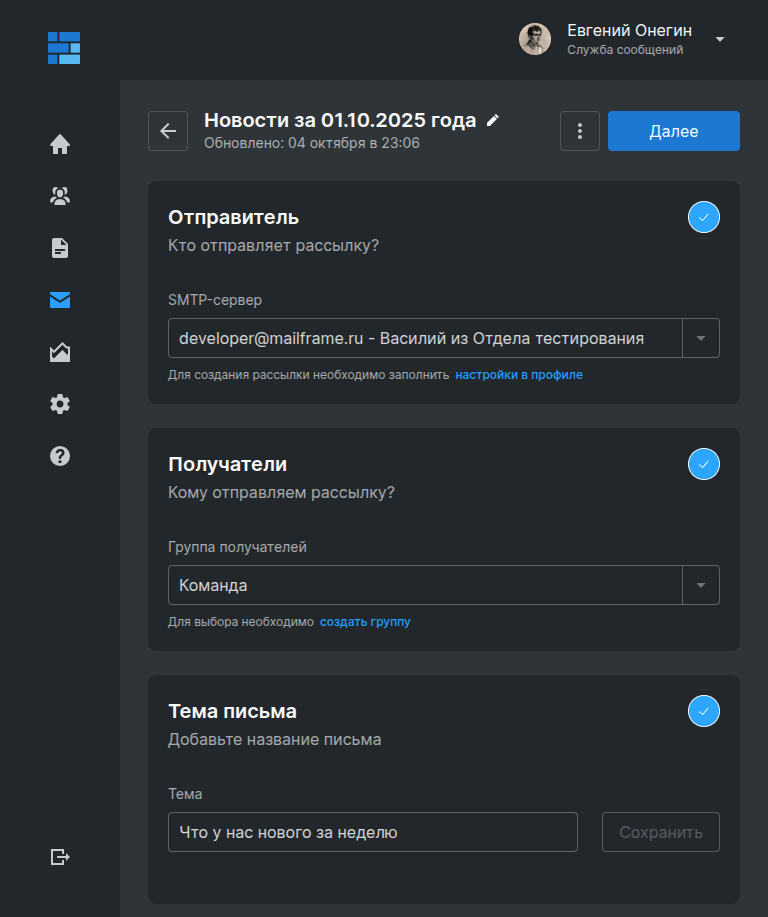 Евгений Онегин
Служба сообщений
Новости за 01.10.2025 года
Обновлено: 04 октября в 23:06
Далее
Отправитель
Кто отправляет рассылку?
SMTP-сервер
developer@mailframe.ru - Василий из Отдела тестирования
Для создания рассылки необходимо заполнить настройки в профиле
Получатели
Кому отправляем рассылку?
Группа получателей
Команда
Для выбора необходимо создать группу
Тема письма
Добавьте название письма
Тема
Что у нас нового за неделю
Сохранить